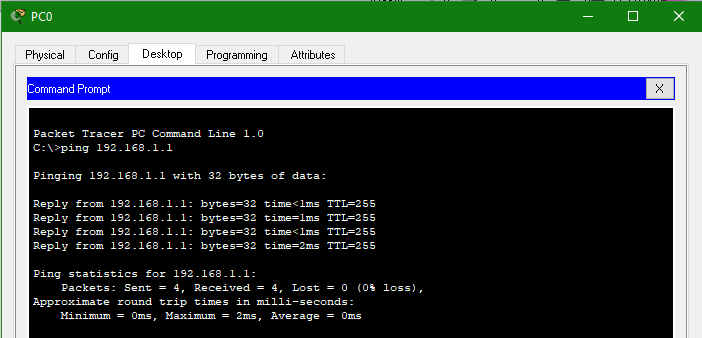 PC0
Physical Config Desktop Programming Attributes
Command Prompt X
Packet Tracer PC Command Line 1.0
C:\>ping 192.168.1.1
Pinging 192.168.1.1 with 32 bytes of data:
Reply from 192.168.1.1: bytes=32 time<1ms TTL=255
Reply from 192.168.1.1: bytes=32 time=1ms TTL=255
Reply from 192.168.1.1: bytes=32 time<1ms TTL=255
Reply from 192.168.1.1: bytes=32 time=2ms TTL=255
Ping statistics for 192.168.1.1:
Packets: Sent = 4, Received = 4, Lost = 0 (0% loss),
Approximate round trip times in milli-seconds:
Minimum = 0ms, Maximum = 2ms, Average = 0ms